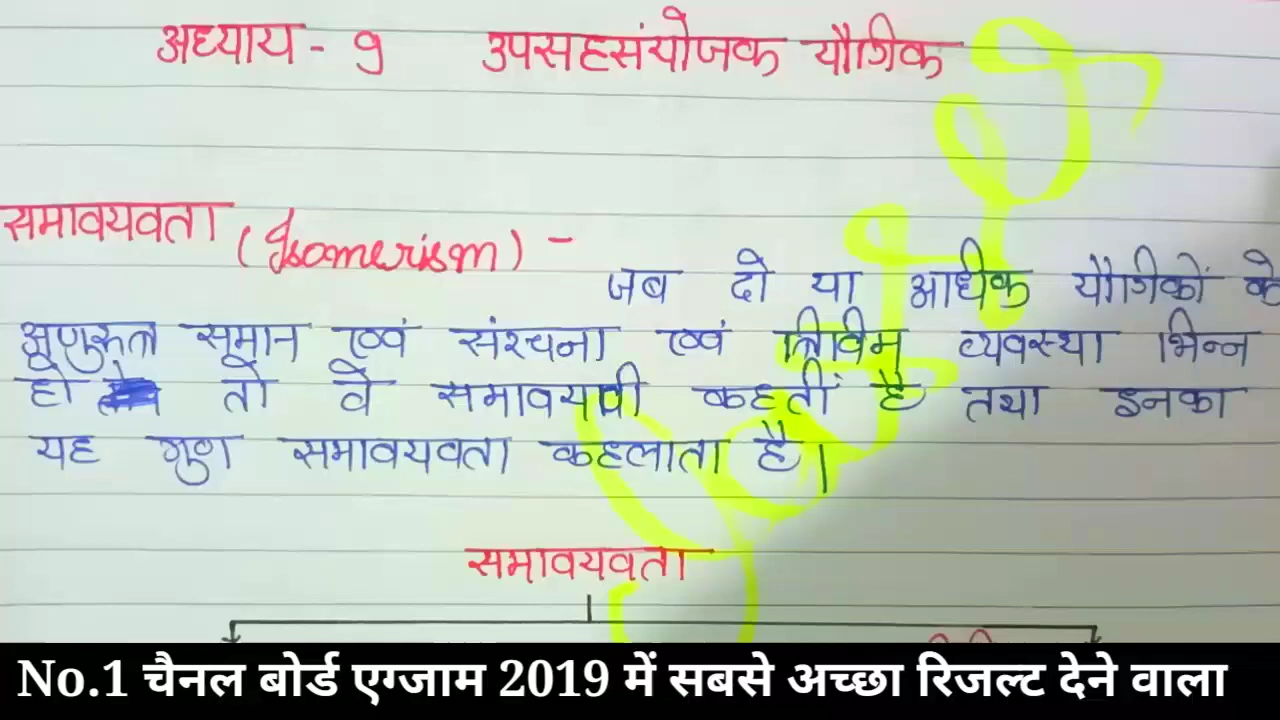 अध्याय - 9 उपसहसंयोजक यौगिक
समावयवता (Isomerism) -
जब दो या अधिक यौगिकों के
अणुसूत्र समान एवं संरचना एवं त्रिविम व्यवस्था भिन्न
हो तो वे समावयवी कहती है तथा इनका
यह गुण समावयवता कहलाता है।
समावयवता
No.1 चैनल बोर्ड एग्जाम 2019 में सबसे अच्छा रिजल्ट देने वाला